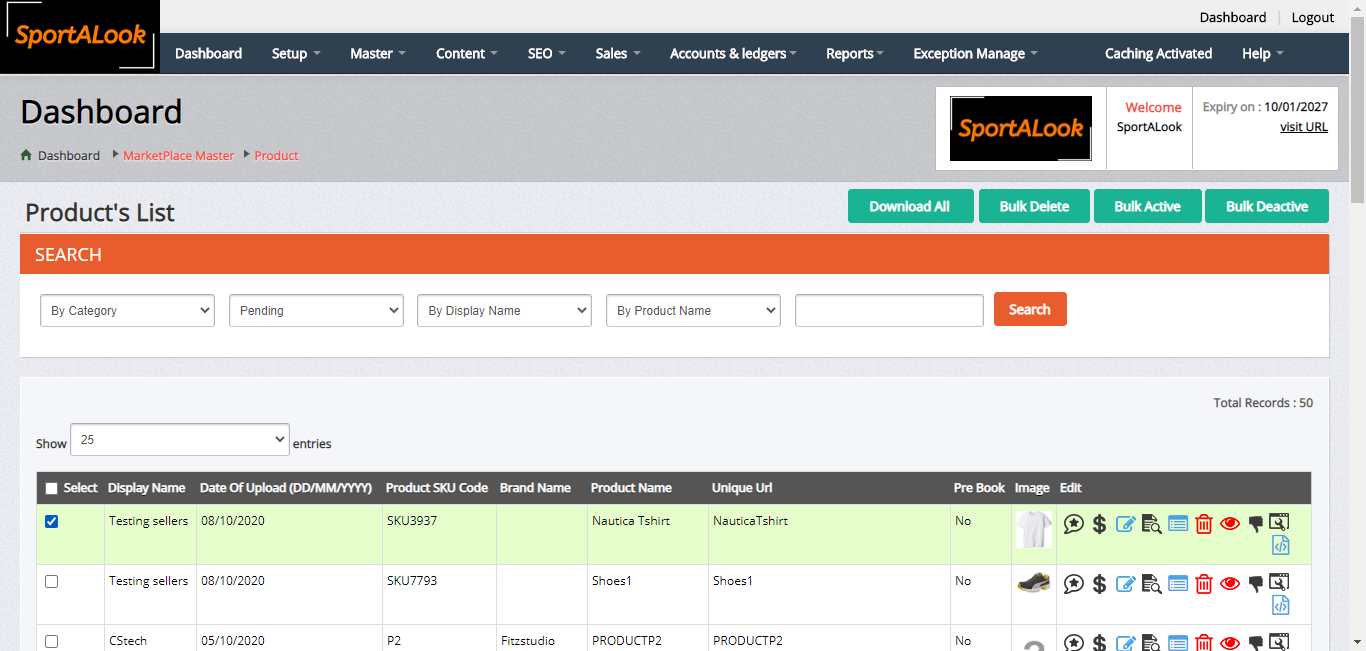 SportALook
Dashboard Logout
Dashboard Setup Master Content SEO Sales Accounts & ledgers Reports Exception Manage Caching Activated Help
Dashboard
Dashboard MarketPlace Master Product
SportALook
Welcome
SportALook
Expiry on : 10/01/2027
visit URL
Product's List
Download All Bulk Delete Bulk Active Bulk Deactive
SEARCH
By Category Pending By Display Name By Product Name Search
Total Records : 50
Show 25 entries
Select Display Name Date Of Upload (DD/MM/YYYY) Product SKU Code Brand Name Product Name Unique Url Pre Book Image Edit
Testing sellers 08/10/2020 SKU3937 Nautica Tshirt NauticaTshirt No
Testing sellers 08/10/2020 SKU7793 Shoes1 Shoes1 No
CStech 05/10/2020 P2 Fitzstudio PRODUCTP2 PRODUCTP2 No